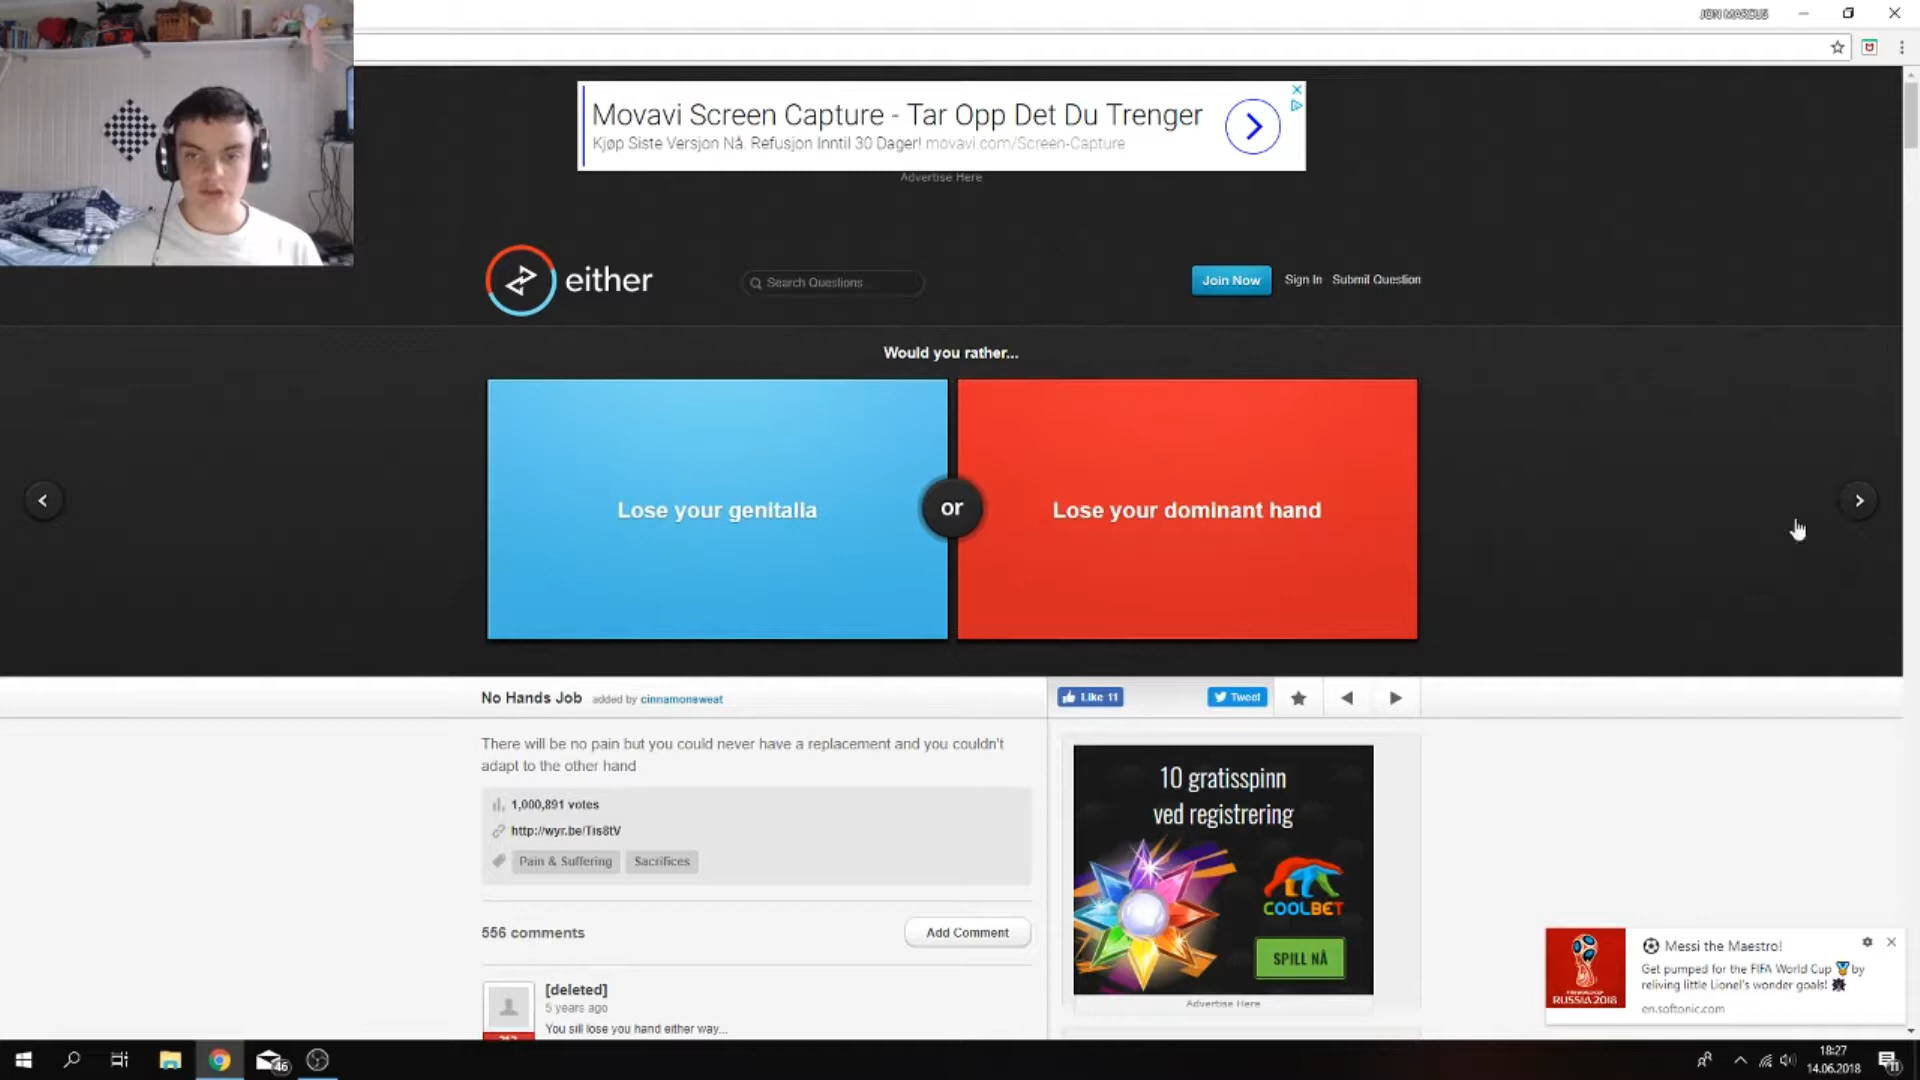 JON MARCUS
Movavi Screen Capture - Tar Opp Det Du Trenger
Kjøp Siste Versjon Nå. Refusjon Inntil 30 Dager! movavi.com/Screen-Capture
Advertise Here
either
Search Questions...
Join Now
Sign In
Submit Question
Would you rather...
Lose your genitalia
or
Lose your dominant hand
No Hands Job added by cinnamonsweat
Like 11
Tweet
There will be no pain but you could never have a replacement and you couldn't
adapt to the other hand
1,000,891 votes
http://wyr.be/Tis8tV
Pain & Suffering
Sacrifices
556 comments
Add Comment
[deleted]
5 years ago
You sill lose you hand either way...
10 gratisspinn
ved registrering
COOLBET
SPILL NÅ
Advertise Here
Messi the Maestro!
Get pumped for the FIFA World Cup by
reliving little Lionel's wonder goals!
en.softonic.com
RUSSIA 2018
46
18:27
14.06.2018
11